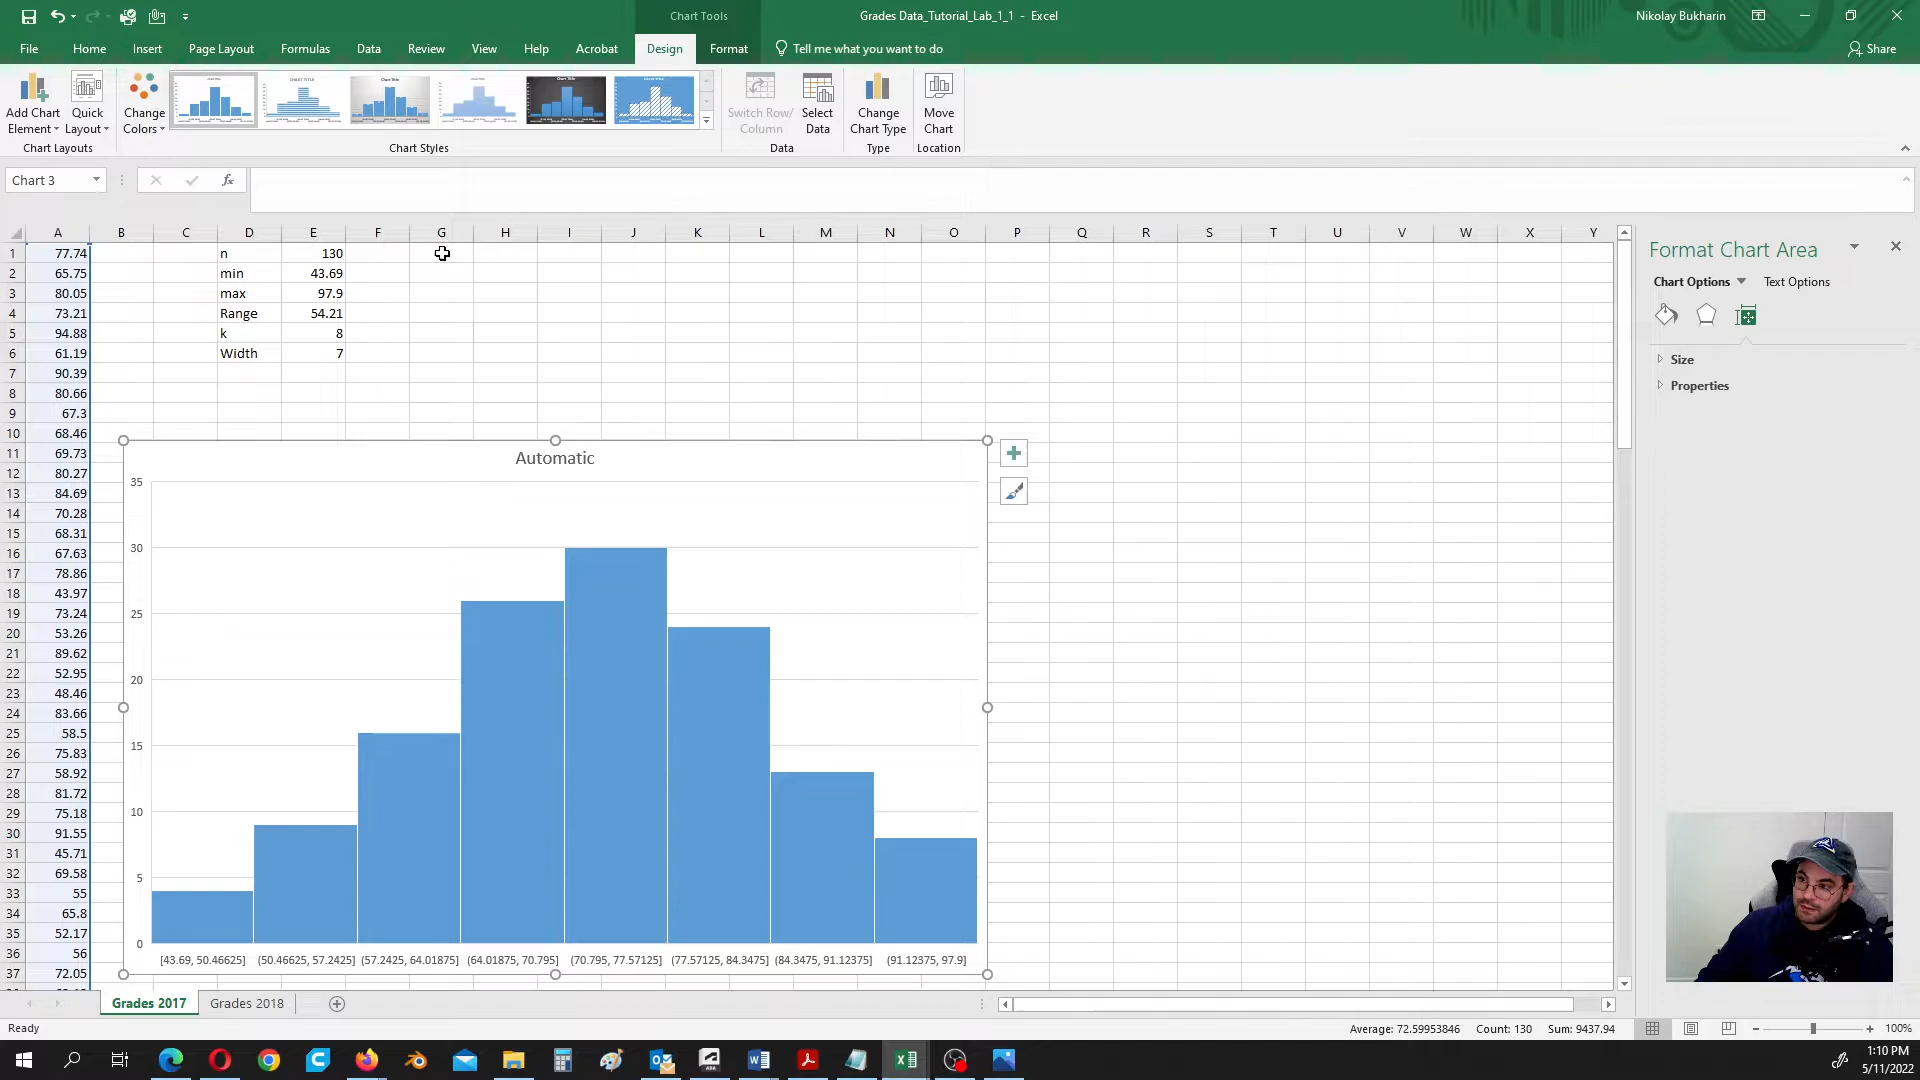 Chart Tools
Grades Data_Tutorial_Lab_1_1 - Excel
Nikolay Bukharin
File Home Insert Page Layout Formulas Data Review View Help Acrobat Design Format Tell me what you want to do Share
Add Chart Element
Quick Layout
Change Colors
Switch Row/ Column
Select Data
Change Chart Type
Move Chart
Chart Layouts Chart Styles Data Type Location
Chart 3 fx
A B C D E F G H I J K L M N O P Q R S T U V W X Y
1 77.74 n 130
2 65.75 min 43.69
3 80.05 max 97.9
4 73.21 Range 54.21
5 94.88 k 8
6 61.19 Width 7
7 90.39
8 80.66
9 67.3
10 68.46
11 69.73
12 80.27
13 84.69
14 70.28
15 68.31
16 67.63
17 78.86
18 43.97
19 73.24
20 53.26
21 89.62
22 52.95
23 48.46
24 83.66
25 58.5
26 75.83
27 58.92
28 81.72
29 75.18
30 91.55
31 45.71
32 69.58
33 55
34 65.8
35 52.17
36 56
37 72.05
Automatic
35
30
25
20
15
10
5
0
[43.69, 50.46625] (50.46625, 57.2425] (57.2425, 64.01875] (64.01875, 70.795] (70.795, 77.57125] (77.57125, 84.3475] (84.3475, 91.12375] (91.12375, 97.9]
Format Chart Area
Chart Options Text Options
Size
Properties
Grades 2017 Grades 2018
Ready
Average: 72.59953846 Count: 130 Sum: 9437.94
100%
1:10 PM
5/11/2022